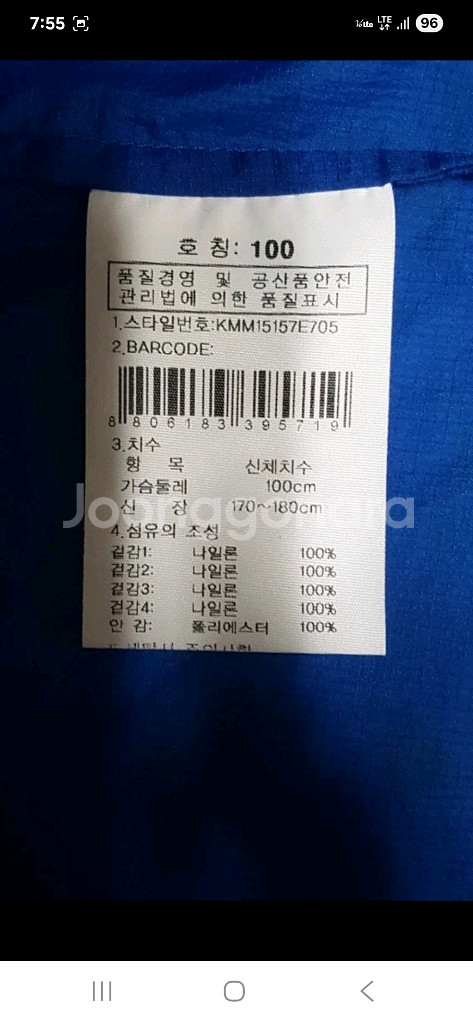 7:55
LTE
96
호 칭: 100
품질경영 및 공산품안전
관리법에 의한 품질표시
1.스타일번호:KMM15157E705
2.BARCODE:
8 806183 395719
3.치수
항 목 신체치수
가슴둘레 100cm
신 장 170~180cm
Joonggonara
4.섬유의 조성
겉감1: 나일론 100%
겉감2: 나일론 100%
겉감3: 나일론 100%
겉감4: 나일론 100%
안 감: 폴리에스터 100%